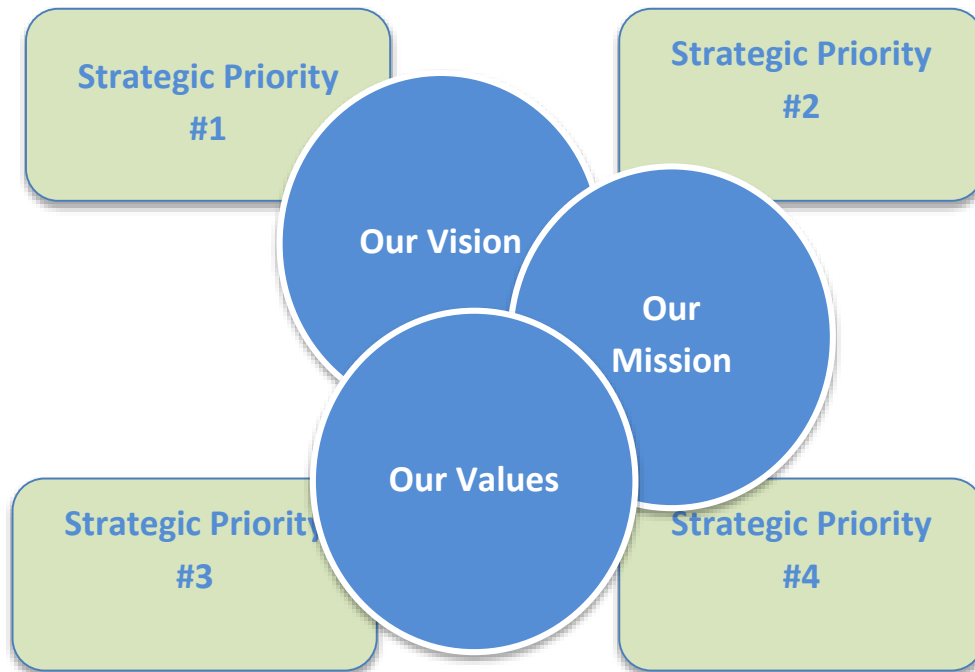 Strategic Priority
#1
Strategic Priority
#2
Our Vision
Our
Mission
Our Values
Strategic Priority
#3
Strategic Priority
#4